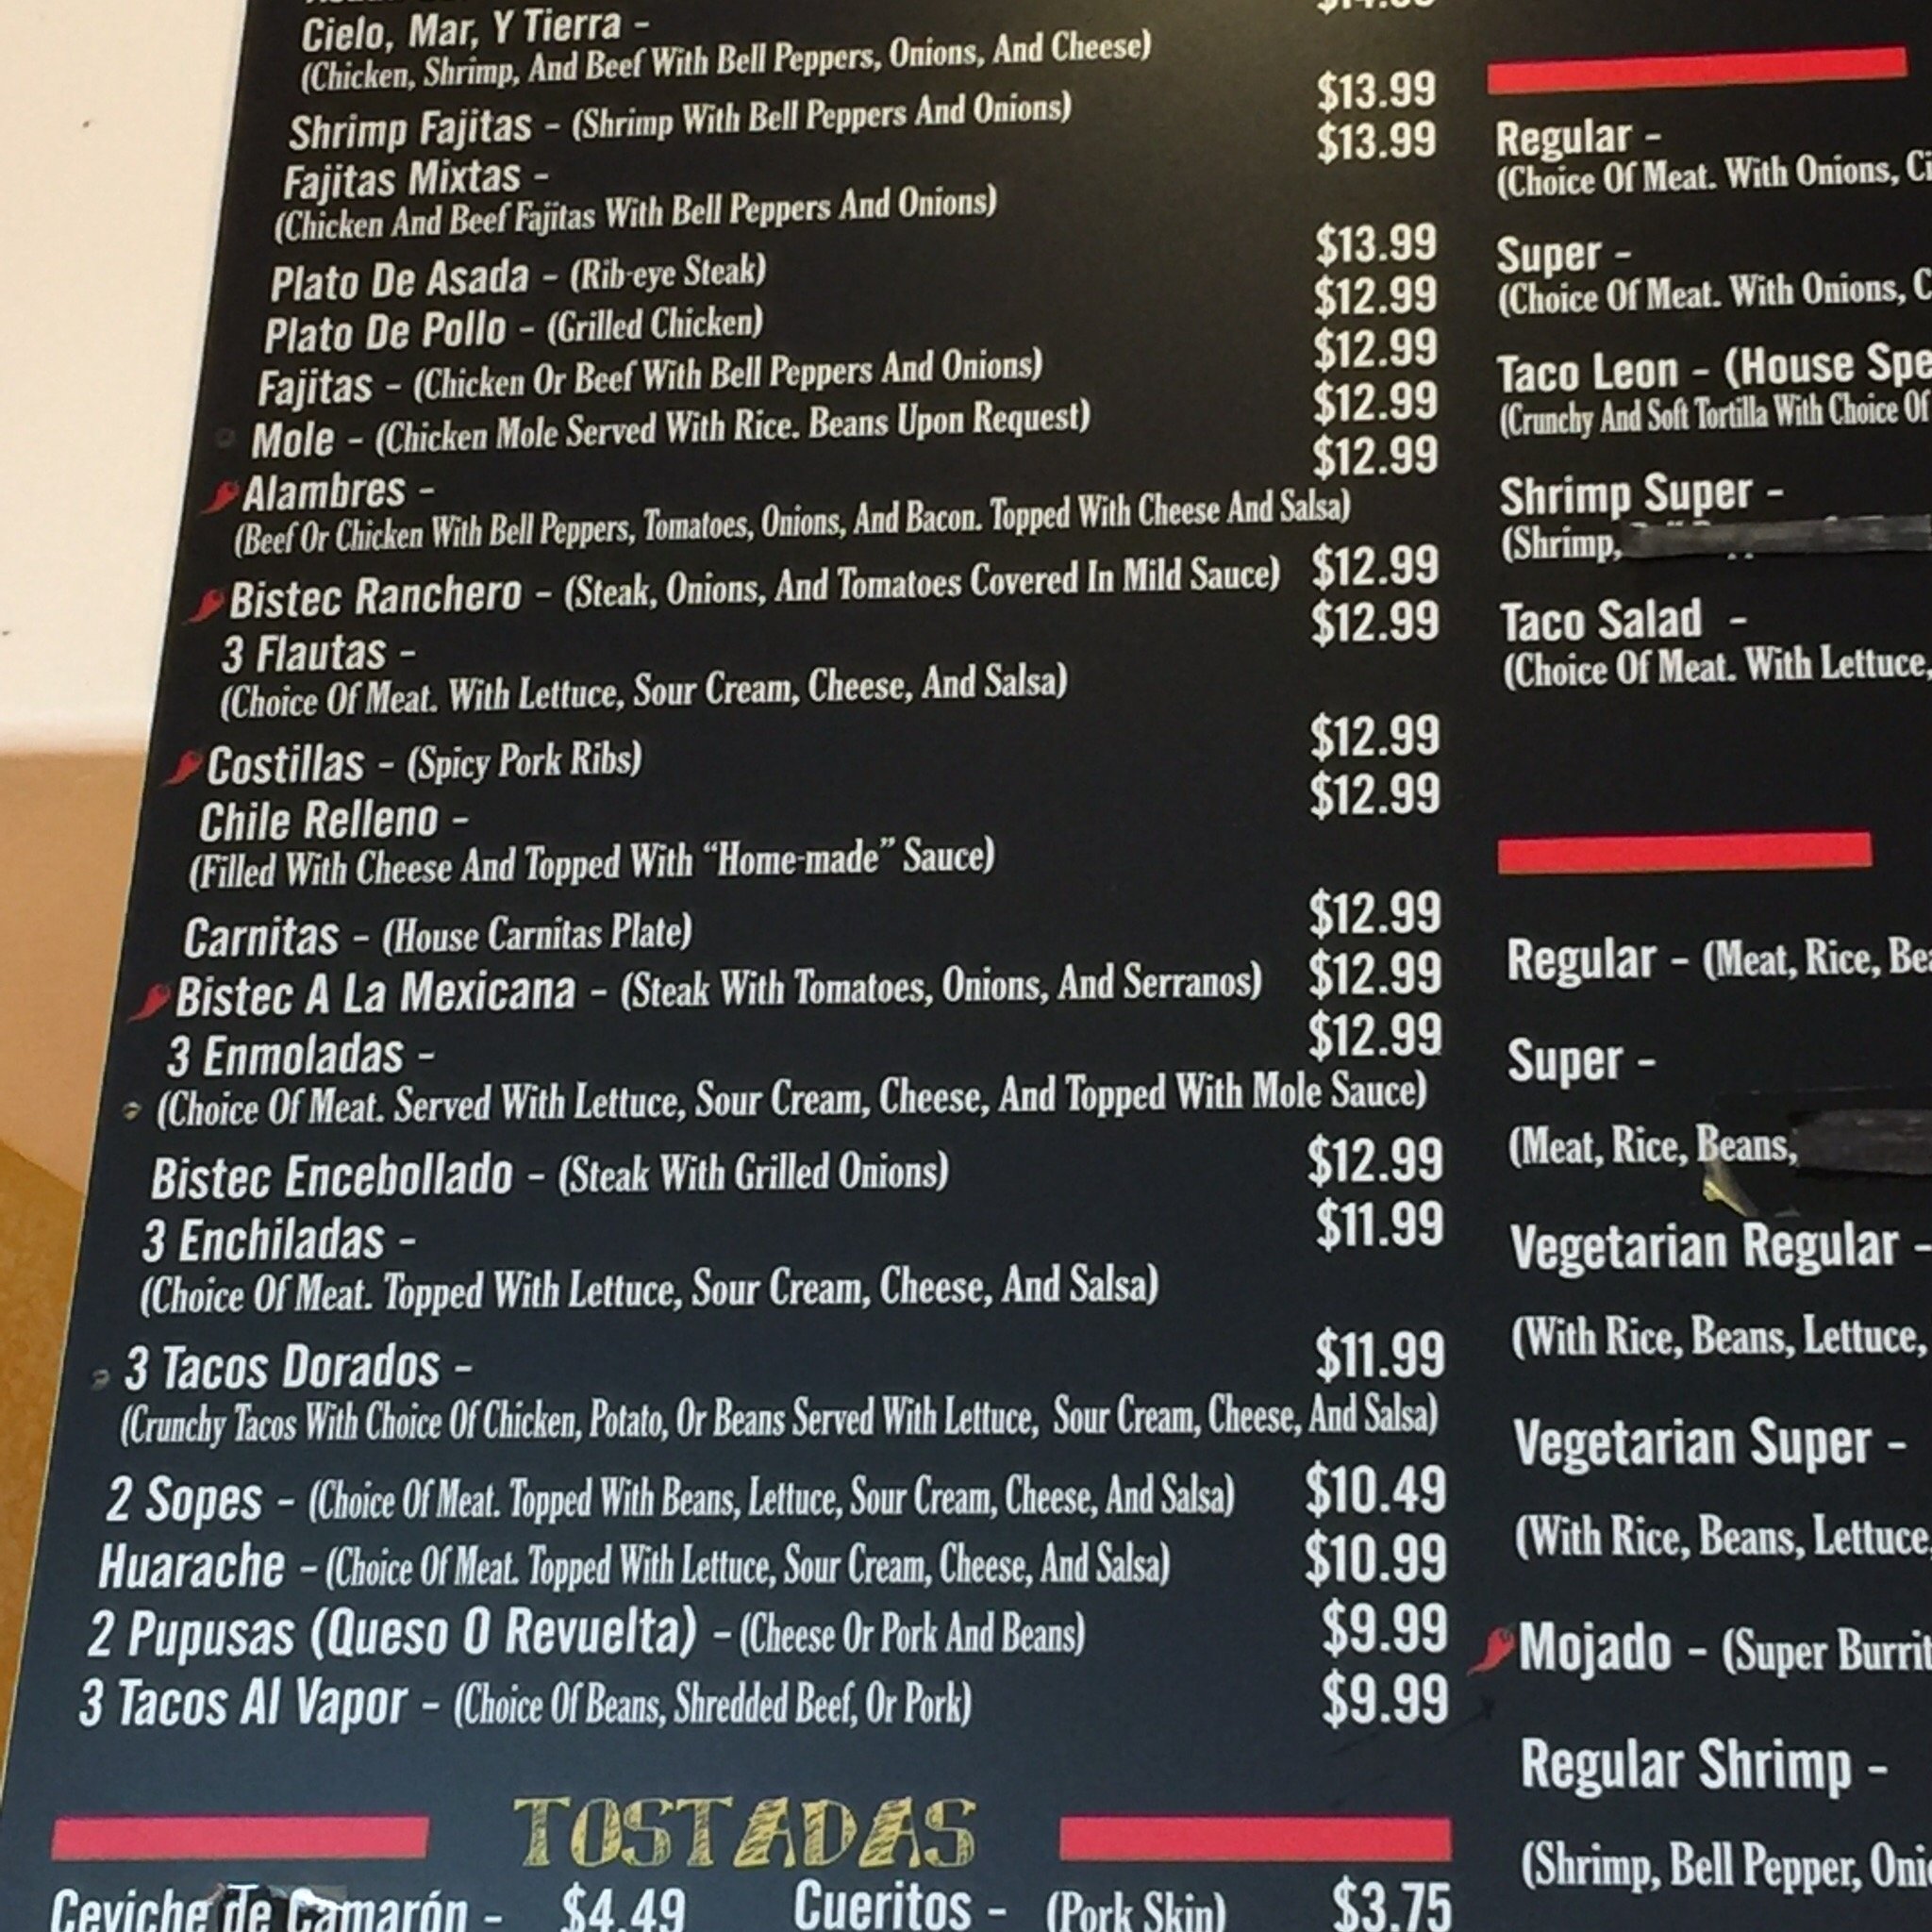 Cielo, Mar, Y Tierra -
(Chicken, Shrimp, And Beef With Bell Peppers, Onions, And Cheese)
Shrimp Fajitas - (Shrimp With Bell Peppers And Onions) $13.99
Fajitas Mixtas - $13.99
(Chicken And Beef Fajitas With Bell Peppers And Onions)
Plato De Asada - (Rib-eye Steak) $13.99
Plato De Pollo - (Grilled Chicken) $12.99
Fajitas - (Chicken Or Beef With Bell Peppers And Onions) $12.99
Mole - (Chicken Mole Served With Rice. Beans Upon Request) $12.99
Alambres - $12.99
(Beef Or Chicken With Bell Peppers, Tomatoes, Onions, And Bacon. Topped With Cheese And Salsa)
Bistec Ranchero - (Steak, Onions, And Tomatoes Covered In Mild Sauce) $12.99
3 Flautas - $12.99
(Choice Of Meat. With Lettuce, Sour Cream, Cheese, And Salsa)
Costillas - (Spicy Pork Ribs) $12.99
Chile Relleno - $12.99
(Filled With Cheese And Topped With “Home-made” Sauce)
Carnitas - (House Carnitas Plate) $12.99
Bistec A La Mexicana - (Steak With Tomatoes, Onions, And Serranos) $12.99
3 Enmoladas - $12.99
(Choice Of Meat. Served With Lettuce, Sour Cream, Cheese, And Topped With Mole Sauce)
Bistec Encebollado - (Steak With Grilled Onions) $12.99
3 Enchiladas - $11.99
(Choice Of Meat. Topped With Lettuce, Sour Cream, Cheese, And Salsa)
3 Tacos Dorados - $11.99
(Crunchy Tacos With Choice Of Chicken, Potato, Or Beans Served With Lettuce, Sour Cream, Cheese, And Salsa)
2 Sopes - (Choice Of Meat. Topped With Beans, Lettuce, Sour Cream, Cheese, And Salsa) $10.49
Huarache - (Choice Of Meat. Topped With Lettuce, Sour Cream, Cheese, And Salsa) $10.99
2 Pupusas (Queso O Revuelta) - (Cheese Or Pork And Beans) $9.99
3 Tacos Al Vapor - (Choice Of Beans, Shredded Beef, Or Pork) $9.99
TOSTADAS
Ceviche de Camarón - $4.49 Cueritos - (Pork Skin) $3.75
Regular -
(Choice Of Meat. With Onions,
Super -
(Choice Of Meat. With Onions,
Taco Leon - (House
(Crunchy And Soft Tortilla With Choice Of
Shrimp Super -
(Shrimp,
Taco Salad -
(Choice Of Meat. With Lettuce,
Regular - (Meat, Rice,
Super -
(Meat, Rice, Beans,
Vegetarian Regular -
(With Rice, Beans, Lettuce,
Vegetarian Super -
(With Rice, Beans, Lettuce,
Mojado - (Super
Regular Shrimp -
(Shrimp, Bell Pepper,